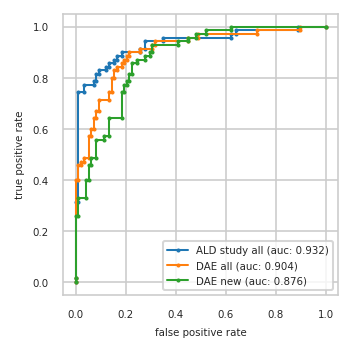 1.0
0.8
0.6
0.4
0.2
0.0
true positive rate
ALD study all (auc: 0.932)
DAE all (auc: 0.904)
DAE new (auc: 0.876)
0.0 0.2 0.4 0.6 0.8 1.0
false positive rate